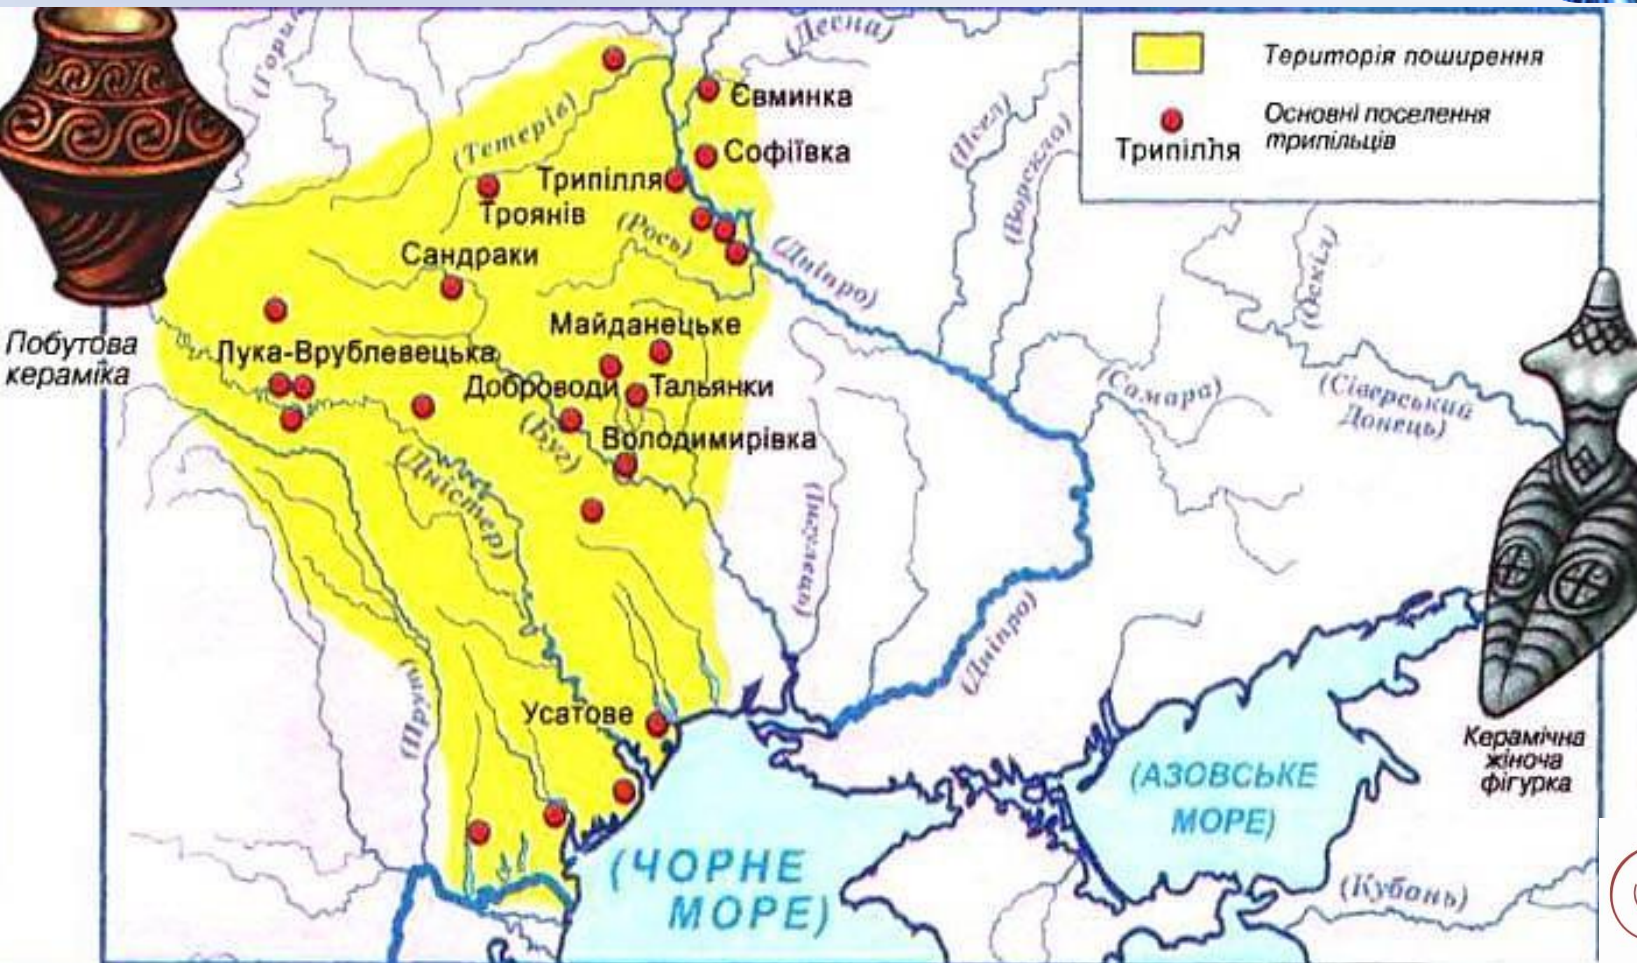 (Десна)
Територія поширення
Євминка
Основні поселення
трипільців
Трипілля
(Тетерів)
(Псел)
(Ворскла)
Софіївка
Трипілля
Троянів
(Рось)
Сандраки
(Дніпро)
(Оскіл)
Побутова
кераміка
Майданецьке
Лука-Врублевецька
Доброводи
Тальянки
(Самара)
(Сіверський
Донець)
(Буг)
Володимирівка
(Дністер)
(Інгулець)
(Дніпро)
(Прут)
Усатове
Керамічна
жіноча
фігурка
(АЗОВСЬКЕ
МОРЕ)
(ЧОРНЕ
МОРЕ)
(Кубань)